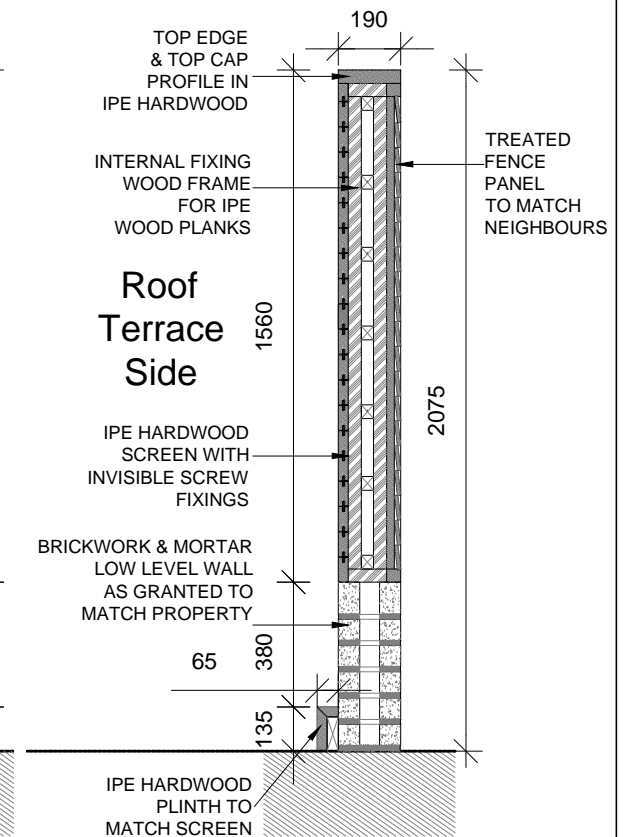 190
TOP EDGE
& TOP CAP
PROFILE IN
IPE HARDWOOD
TREATED
FENCE
PANEL
TO MATCH
NEIGHBOURS
INTERNAL FIXING
WOOD FRAME
FOR IPE
WOOD PLANKS
Roof
Terrace
Side
1560
2075
IPE HARDWOOD
SCREEN WITH
INVISIBLE SCREW
FIXINGS
BRICKWORK & MORTAR
LOW LEVEL WALL
AS GRANTED TO
MATCH PROPERTY
65
380
135
IPE HARDWOOD
PLINTH TO
MATCH SCREEN